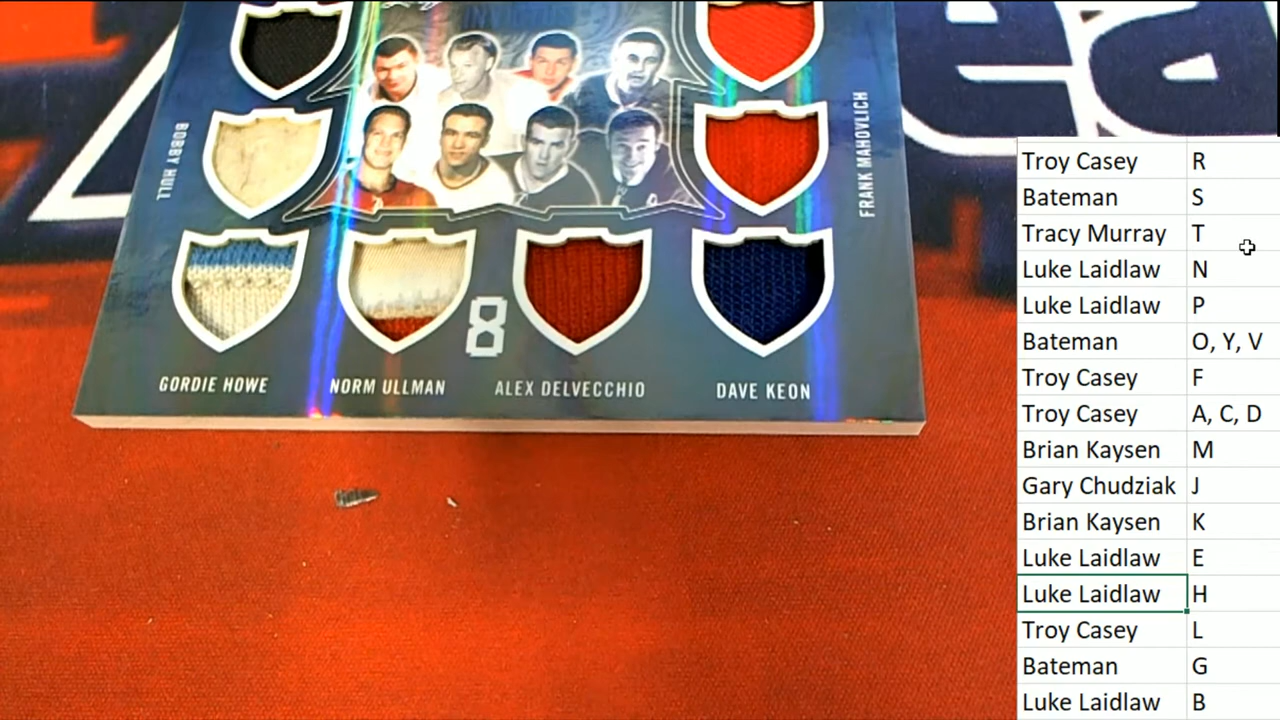 BOBBY HULL
FRANK MAHOVLICH
8
GORDIE HOWE
NORM ULLMAN
ALEX DELVECCHIO
DAVE KEON
ea
Troy Casey R
Bateman S
Tracy Murray T
Luke Laidlaw N
Luke Laidlaw P
Bateman O, Y, V
Troy Casey F
Troy Casey A, C, D
Brian Kaysen M
Gary Chudziak J
Brian Kaysen K
Luke Laidlaw E
Luke Laidlaw H
Troy Casey L
Bateman G
Luke Laidlaw B